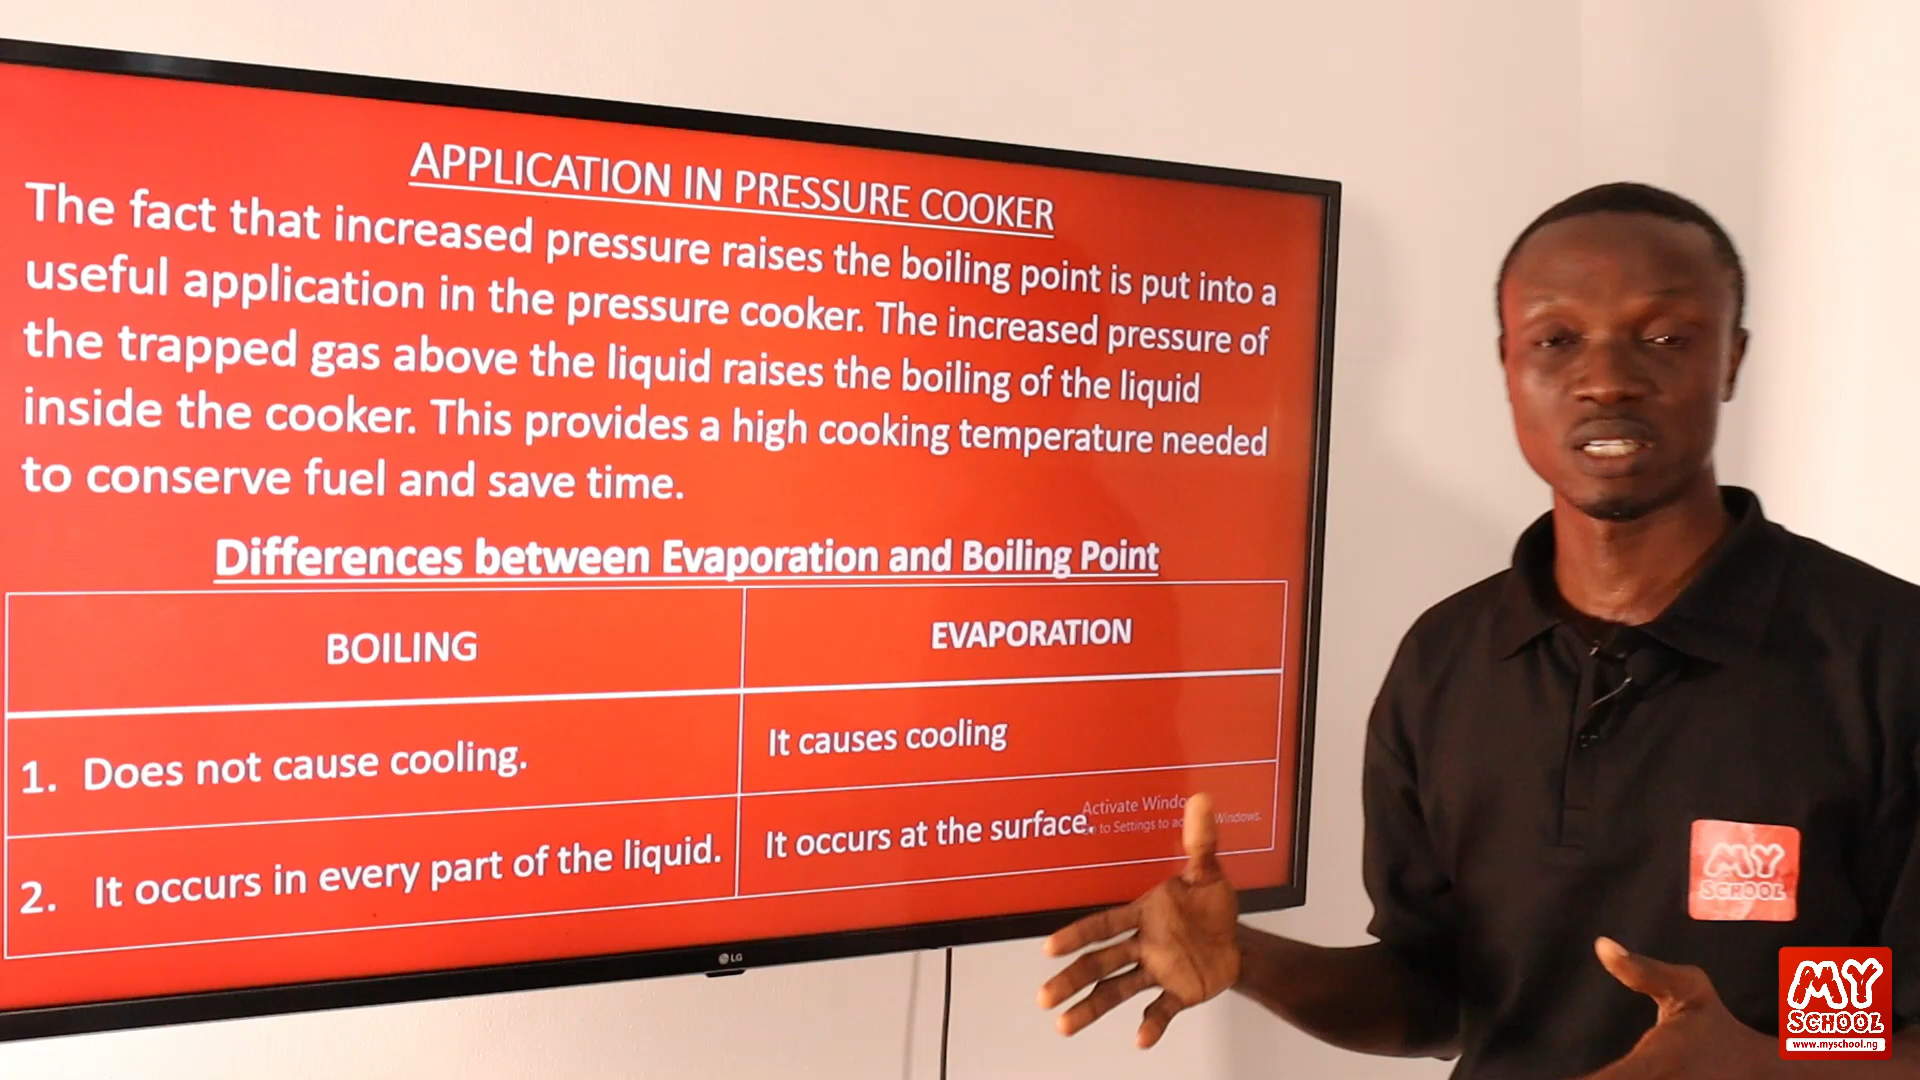 APPLICATION IN PRESSURE COOKER
The fact that increased pressure raises the boiling point is put into a
useful application in the pressure cooker. The increased pressure of
the trapped gas above the liquid raises the boiling of the liquid
inside the cooker. This provides a high cooking temperature needed
to conserve fuel and save time.
Differences between Evaporation and Boiling Point
BOILING
EVAPORATION
1. Does not cause cooling.
It causes cooling
2. It occurs in every part of the liquid.
It occurs at the surface.
Activate
to Settings to Windows.
LG
MY
SCHOOL
MY
SCHOOL
www.myschool.ng